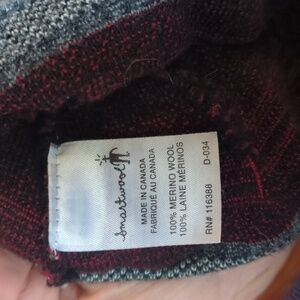 smartwool
MADE IN CANADA
FABRIQUÉ AU CANADA
100% MERINO WOOL
100% LAINE MÉRINOS
D-034
RN# 116388